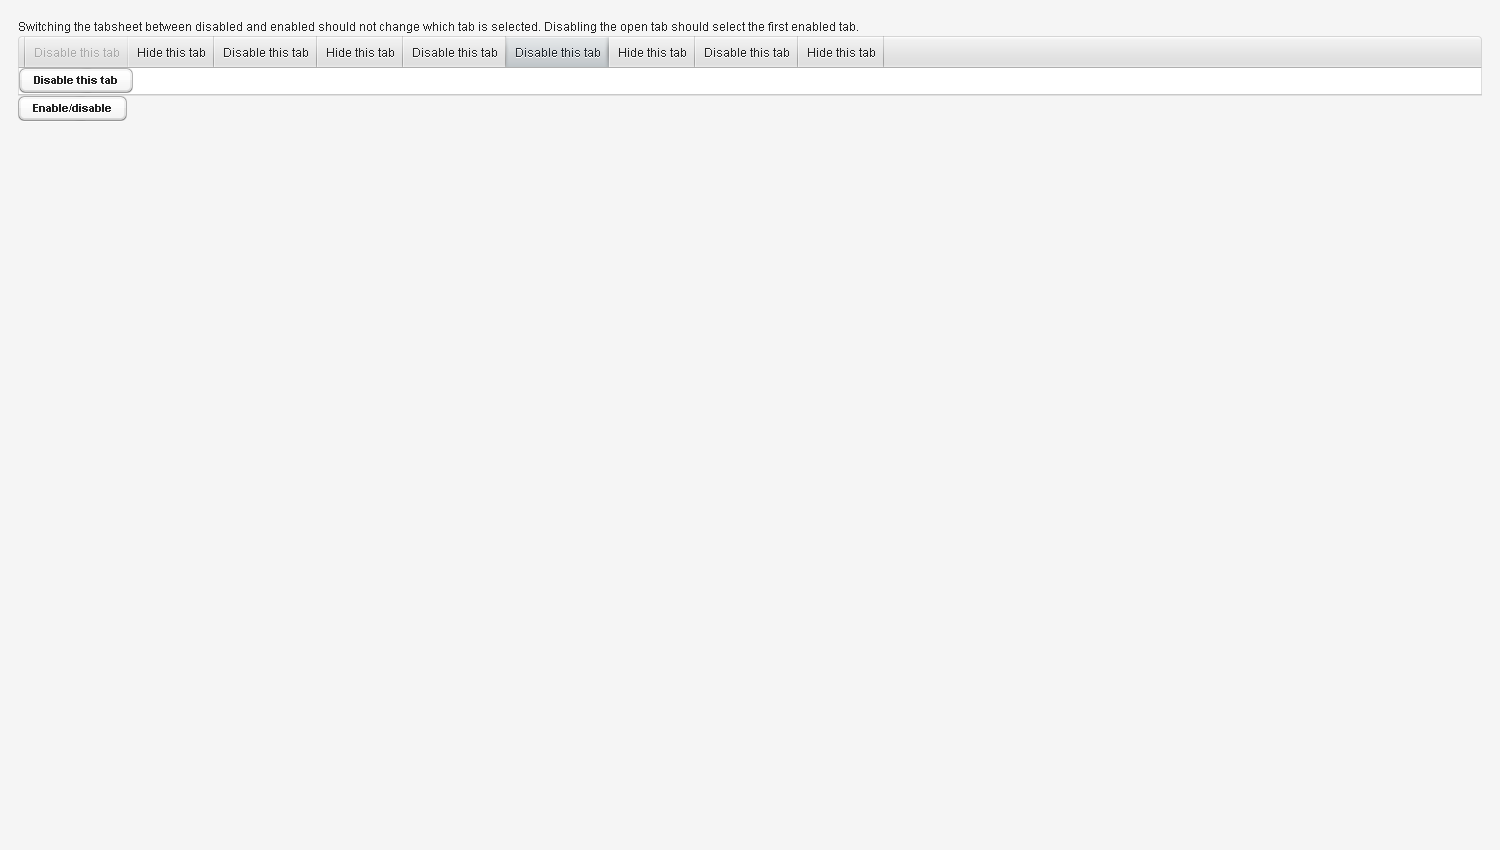 Switching the tabsheet between disabled and enabled should not change which tab is selected. Disabling the open tab should select the first enabled tab.
Disable this tab Hide this tab Disable this tab Hide this tab Disable this tab Disable this tab Hide this tab Disable this tab Hide this tab
Disable this tab
Enable/disable